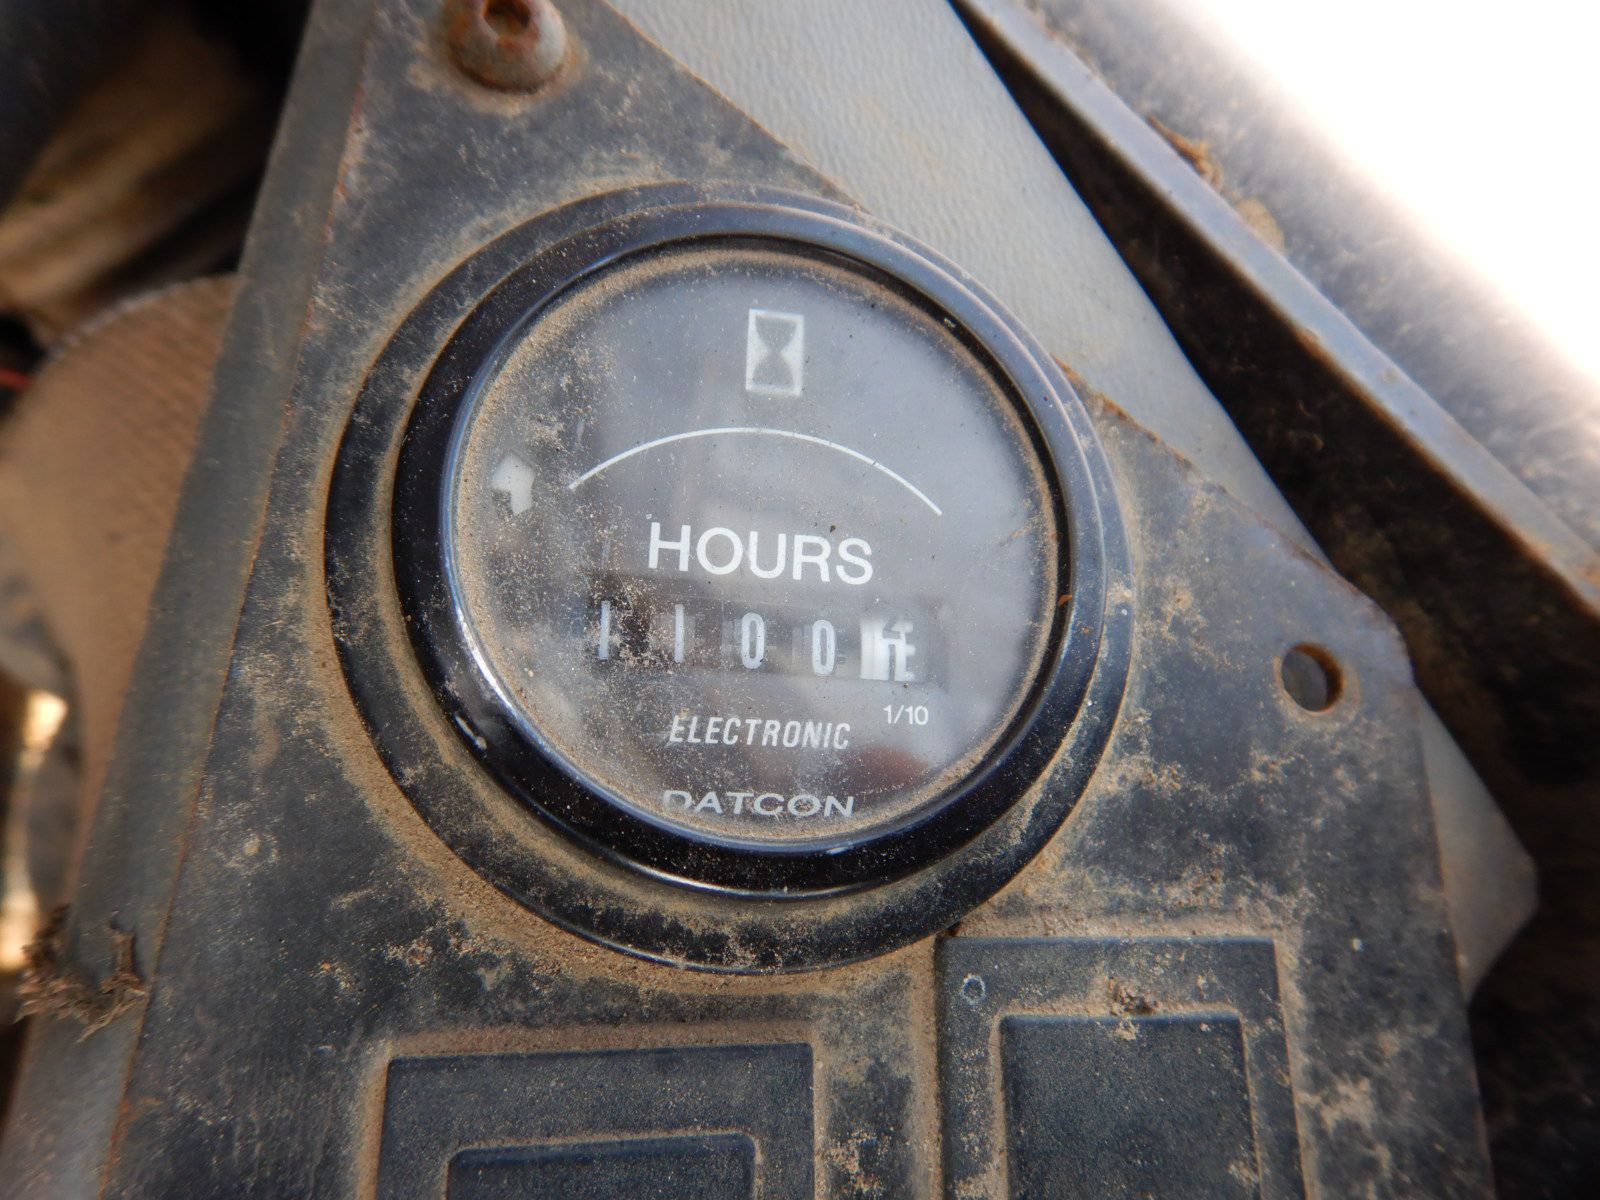 HOURS
1100
1/10
ELECTRONIC
DATCON